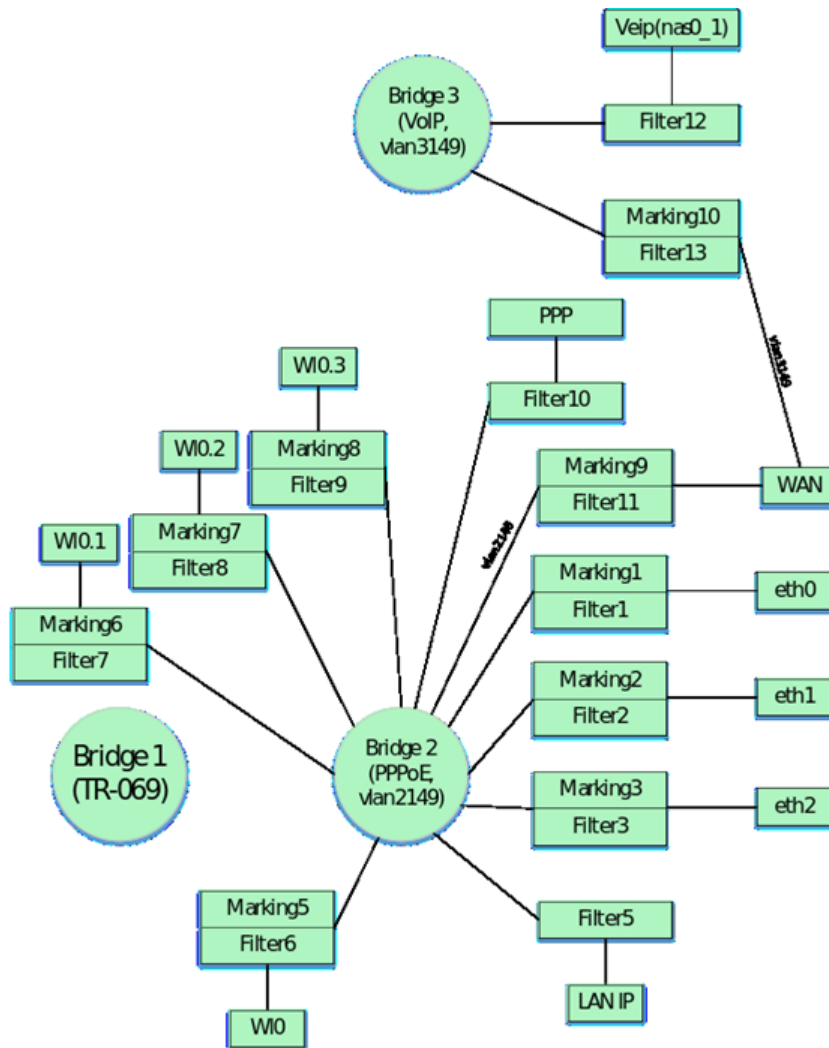 Veip(nas0_1)
Bridge 3
(VoIP,
vlan3149)
Filter12
Marking10
Filter13
PPP
vlan3149
Wl0.3
Filter10
Marking8
Filter9
Wl0.2
Marking9
Filter11
WAN
Marking7
Filter8
vlan2149
Wl0.1
Marking1
Filter1
eth0
Marking6
Filter7
Marking2
Filter2
eth1
Bridge 1
(TR-069)
Bridge 2
(PPPoE,
vlan2149)
Marking3
Filter3
eth2
Marking5
Filter6
Filter5
LAN IP
Wl0